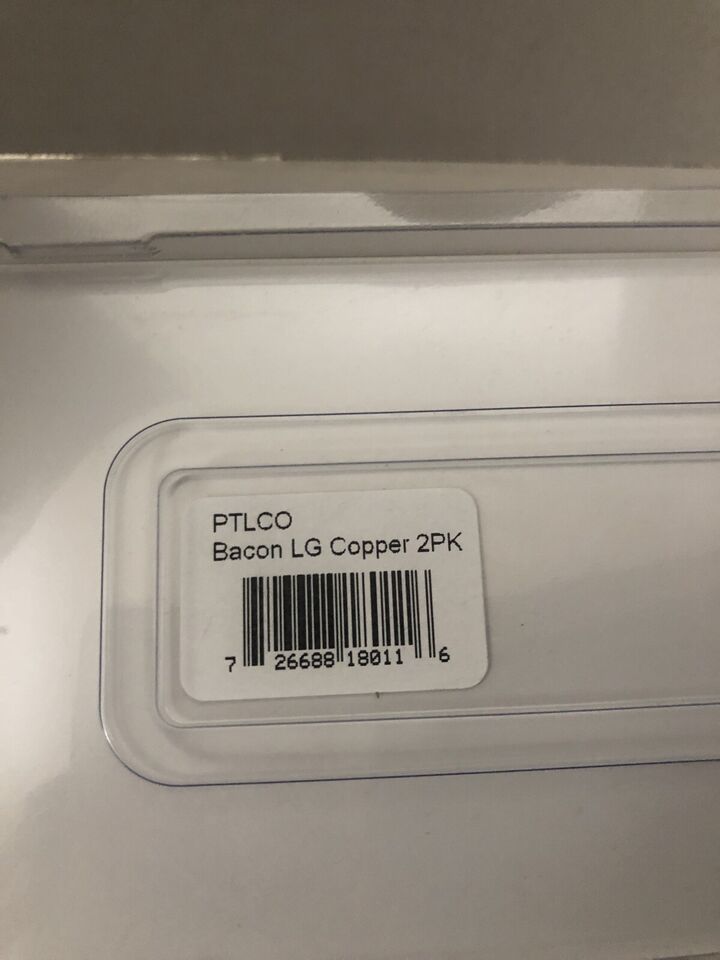 PTLCO
Bacon LG Copper 2PK
7 26688 18011 6